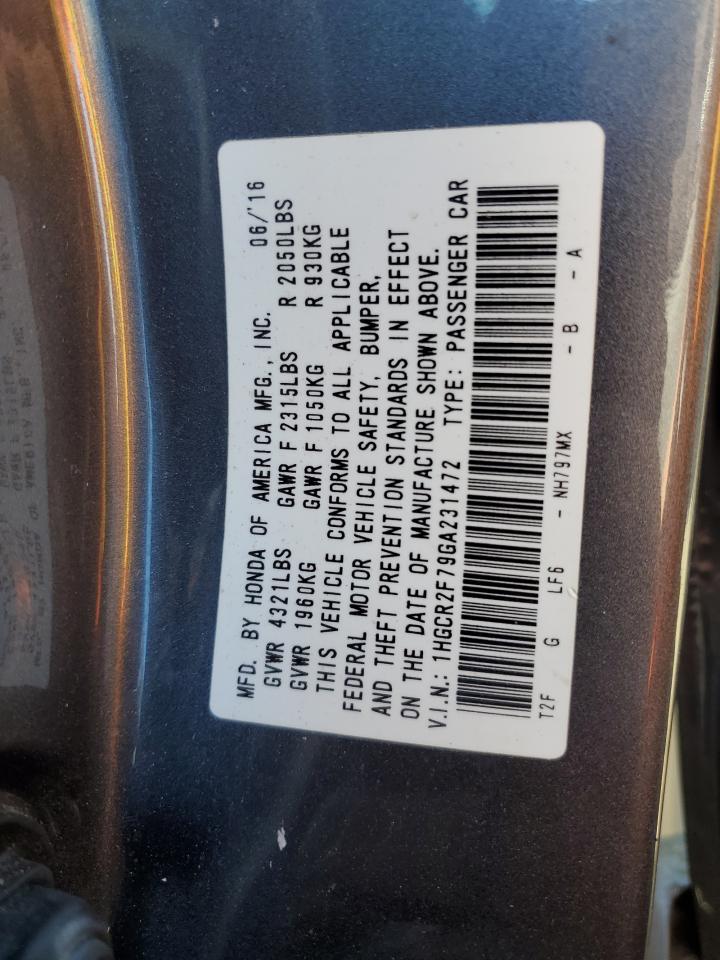 MFD. BY HONDA OF AMERICA MFG., INC. 06/'16
GVWR 4321LBS GAWR F 2315LBS R 2050LBS
GVWR 1960KG GAWR F 1050KG R 930KG
THIS VEHICLE CONFORMS TO ALL APPLICABLE
FEDERAL MOTOR VEHICLE SAFETY, BUMPER,
AND THEFT PREVENTION STANDARDS IN EFFECT
ON THE DATE OF MANUFACTURE SHOWN ABOVE.
V.I.N.: 1HGCR2F79GA231472 TYPE: PASSENGER CAR
T2F G LF6 - NH797MX - B - A